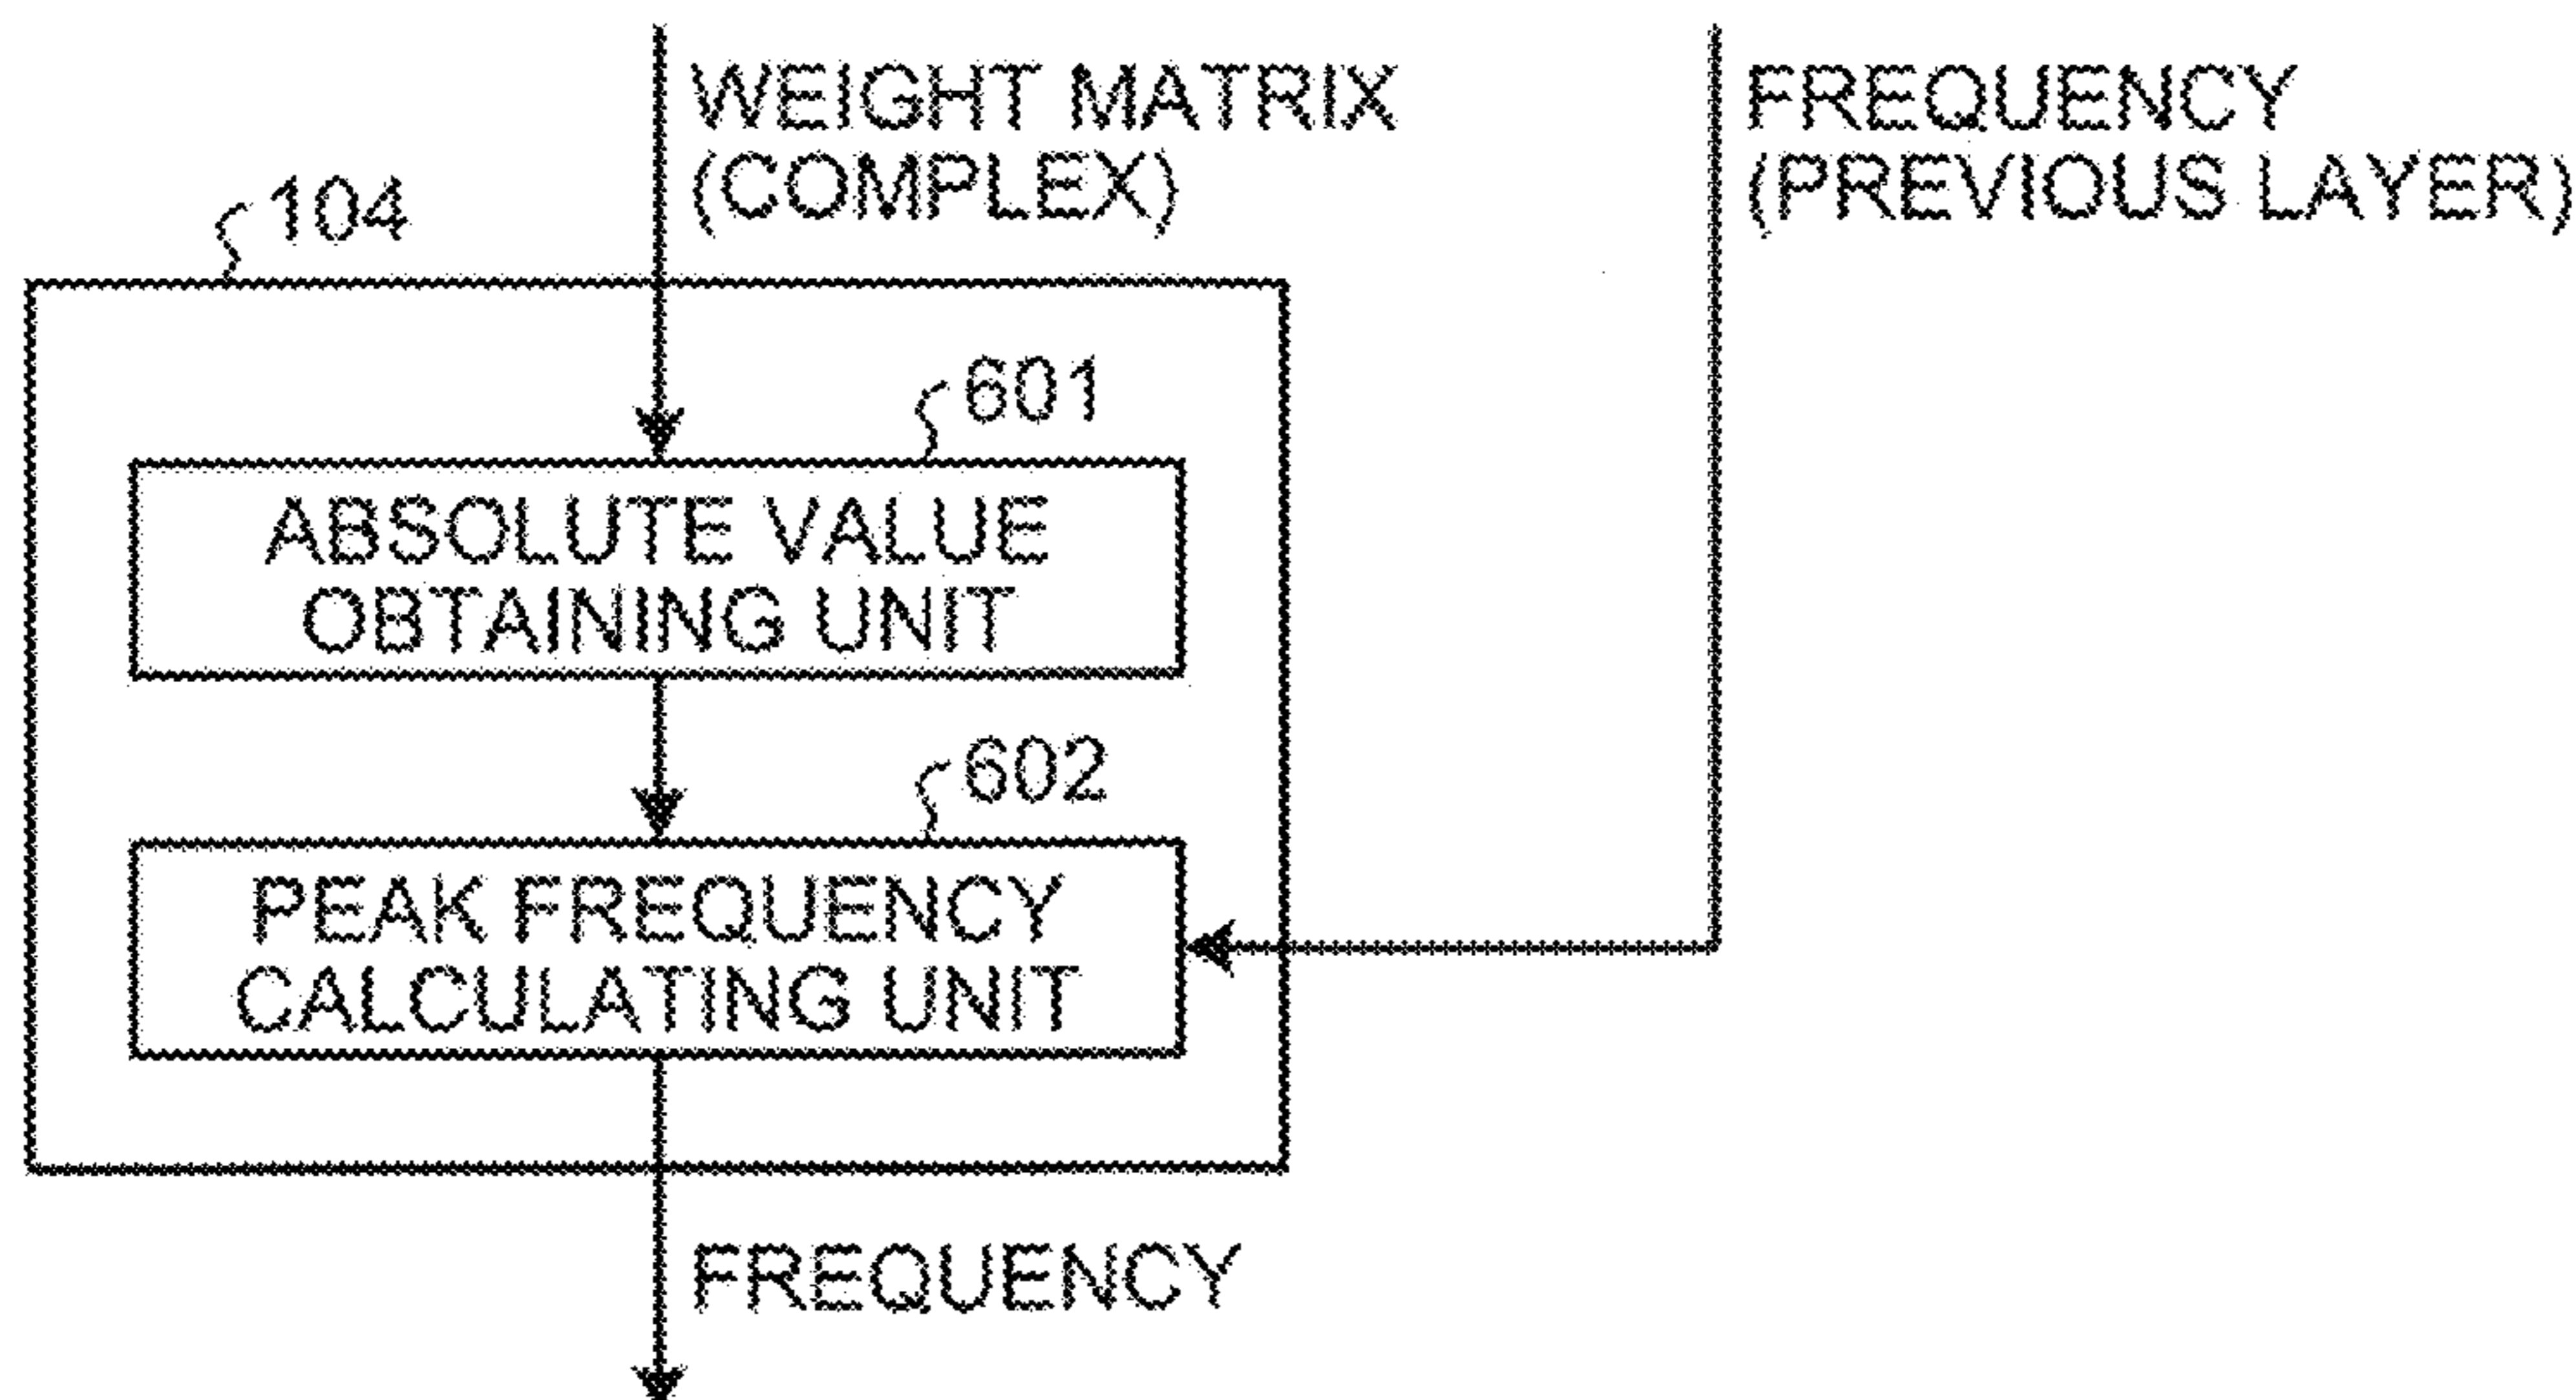 WEIGHT MATRIX
(COMPLEX)
FREQUENCY
(PREVIOUS LAYER)
104
601
ABSOLUTE VALUE
OBTAINING UNIT
602
PEAK FREQUENCY
CALCULATING UNIT
FREQUENCY